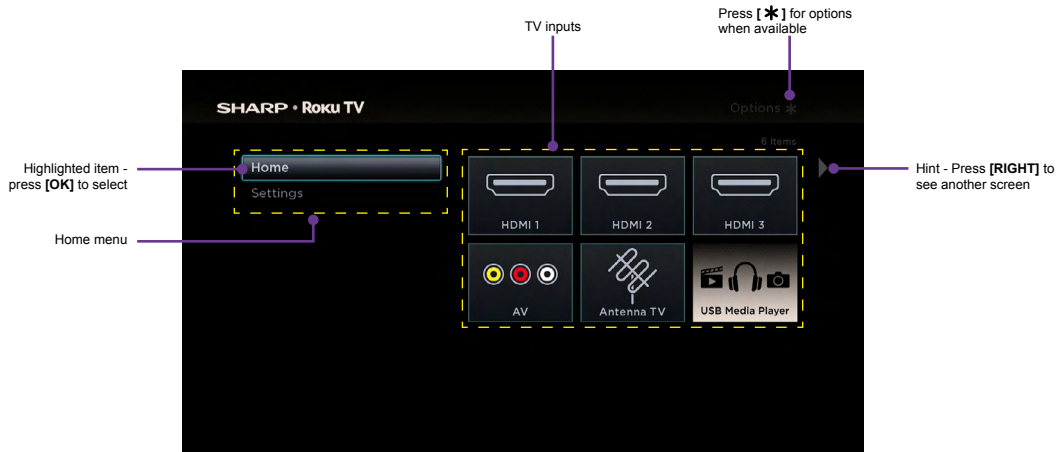 Press [✱] for options
when available
TV inputs
SHARP • ROKU TV
Options ✱
6 Items
Highlighted item -
press [OK] to select
Home
Settings
Home menu
Hint - Press [RIGHT] to
see another screen
HDMI 1
HDMI 2
HDMI 3
AV
Antenna TV
USB Media Player